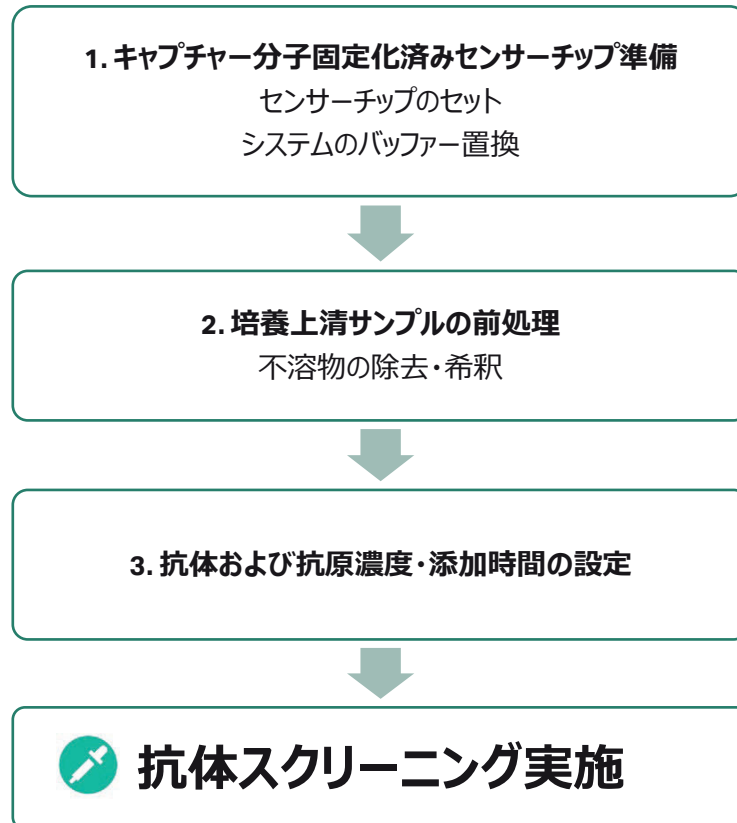 1. キャプチャー分子固定化済みセンサーチップ準備
センサーチップのセット
システムのバッファー置換
2. 培養上清サンプルの前処理
不溶物の除去・希釈
3. 抗体および抗原濃度・添加時間の設定
抗体スクリーニング実施